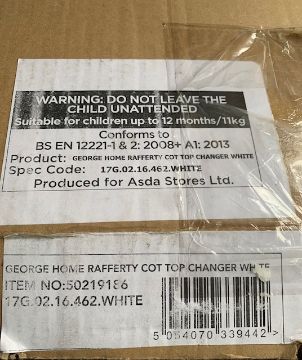 WARNING: DO NOT LEAVE THE
CHILD UNATTENDED
Suitable for children up to 12 months/11kg
Conforms to
BS EN 12221-1 & 2: 2008+ A1: 2013
Product: GEORGE HOME RAFFERTY COT TOP CHANGER WHITE
Spec Code: 17G.02.16.462.WHITE
Produced for Asda Stores Ltd.
GEORGE HOME RAFFERTY COT TOP CHANGER WHITE
ITEM NO:50219186
17G.02.16.462.WHITE
5 054070 339442 >